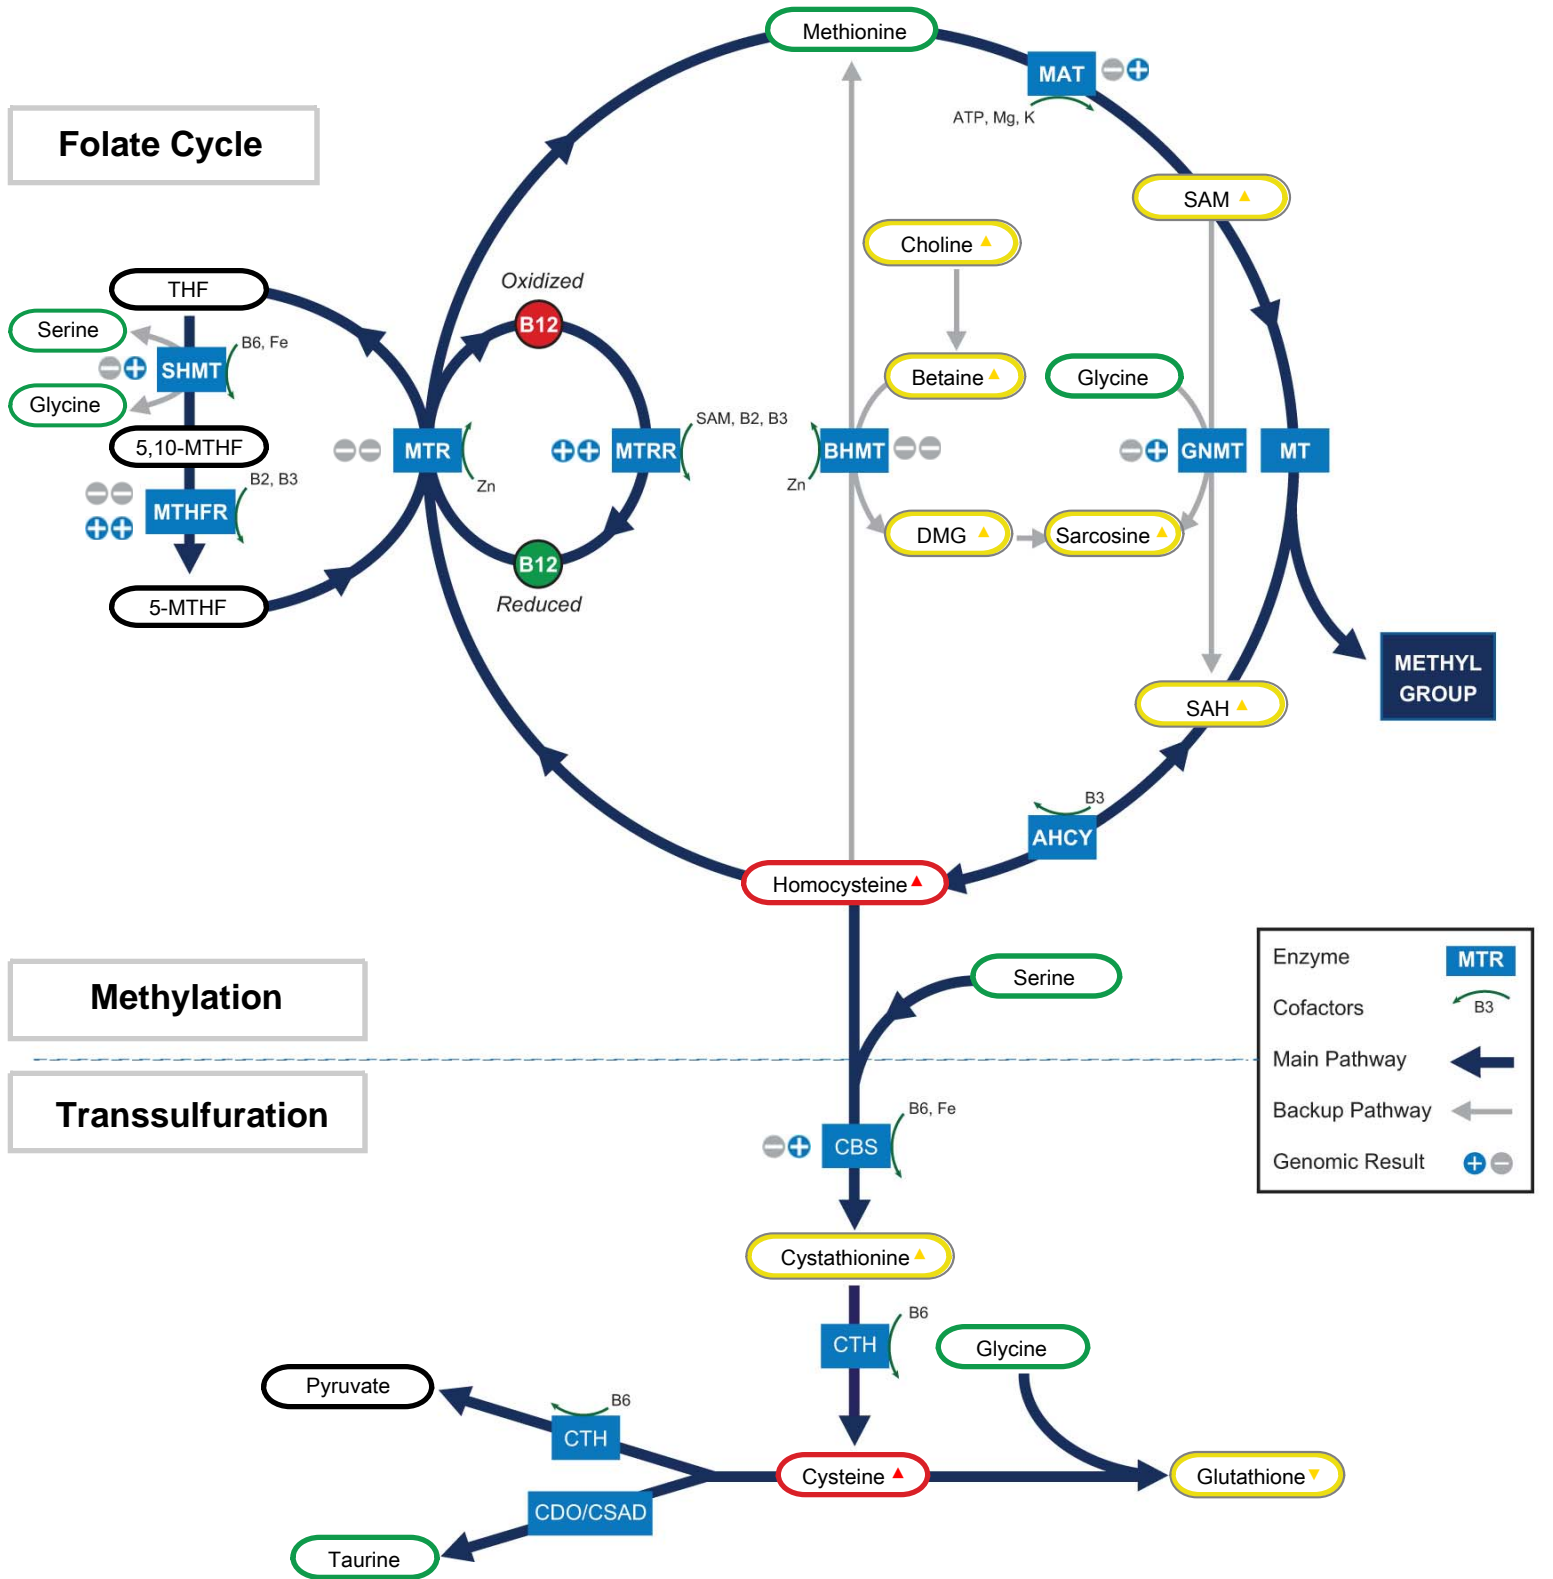 Methionine
MAT
ATP, Mg, K
Folate Cycle
SAM
Choline
THF
Oxidized
B12
Serine
B6, Fe
SHMT
Glycine
Betaine
Glycine
SAM, B2, B3
5,10-MTHF
MTR
MTRR
BHMT
GNMT
MT
B2, B3
Zn
Zn
MTHFR
DMG
Sarcosine
B12
Reduced
5-MTHF
METHYL
GROUP
SAH
B3
AHCY
Homocysteine
Enzyme
MTR
Serine
Methylation
Cofactors
B3
Main Pathway
Transsulfuration
Backup Pathway
B6, Fe
CBS
Genomic Result
Cystathionine
B6
CTH
Glycine
Pyruvate
B6
CTH
Cysteine
Glutathione
CDO/CSAD
Taurine